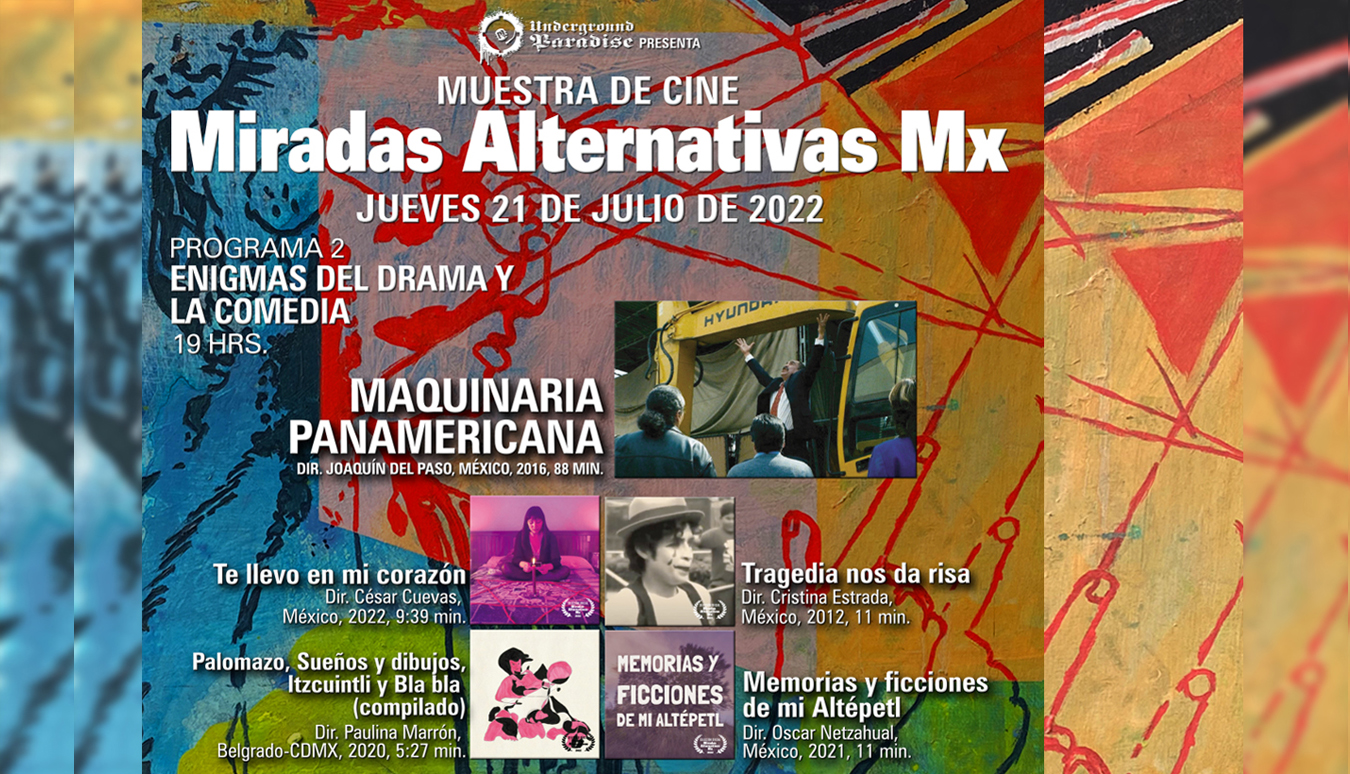 Underground
Paradise PRESENTA
MUESTRA DE CINE
Miradas Alternativas Mx
JUEVES 21 DE JULIO DE 2022
PROGRAMA 2
ENIGMAS DEL DRAMA Y
LA COMEDIA
19 HRS.
HYUNDAI
MAQUINARIA
PANAMERICANA
DIR. JOAQUÍN DEL PASO, MÉXICO, 2016, 88 MIN.
Te llevo en mi corazón
Dir. César Cuevas,
México, 2022, 9:39 min.
Tragedia nos da risa
Dir. Cristina Estrada,
México, 2012, 11 min.
Palomazo, Sueños y dibujos,
Itzcuintli y Bla bla
(compilado)
Dir. Paulina Marrón,
Belgrado-CDMX, 2020, 5:27 min.
MEMORIAS Y
FICCIONES
DE MI ALTÉPETL
Memorias y ficciones
de mi Altépetl
Dir. Oscar Netzahual,
México, 2021, 11 min.